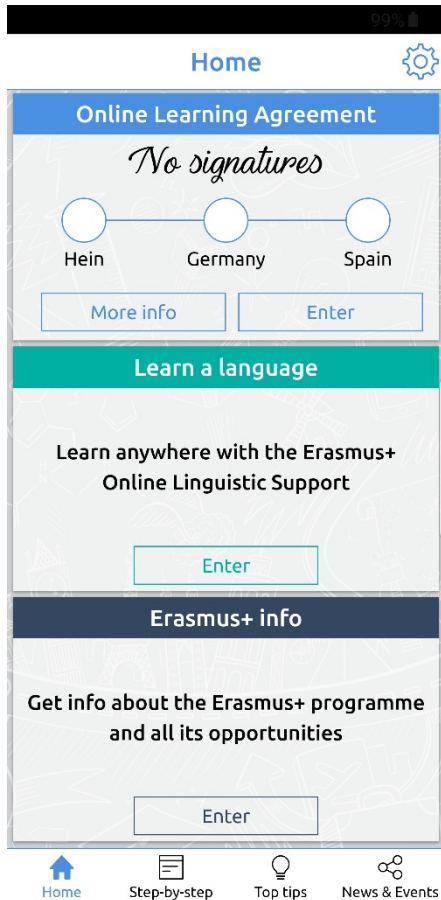 99%
Home
Online Learning Agreement
No signatures
Hein Germany Spain
More info Enter
Learn a language
Learn anywhere with the Erasmus+
Online Linguistic Support
Enter
Erasmus+ info
Get info about the Erasmus+ programme
and all its opportunities
Enter
Home Step-by-step Top tips News & Events